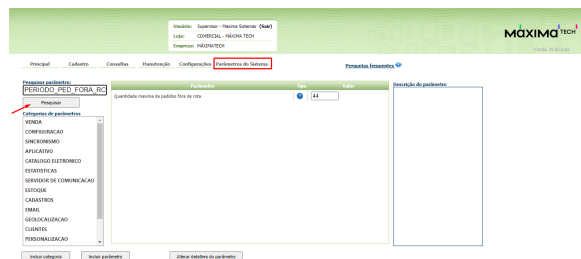 Usuário: Supervisor - Maxima Sistemas (Sair)
Loja: COMERCIAL - MÁXIMA TECH
Empresa: MÁXIMATECH
MÁXIMA TECH
Principal Cadastro Consultas Manutenção Configurações Parâmetros do Sistema Perguntas frequentes
Pesquisar parâmetro:
PERIODO_PED_FORA_RO
Pesquisar
Parâmetro Tipo Valor
Quantidade maxima de pedidos fora de rota 44
Descrição do parâmetro
Categorias de parâmetros
VENDA
CONFIGURACAO
SINCRONISMO
APLICATIVO
CATALOGO ELETRONICO
ESTATISTICAS
SERVIDOR DE COMUNICACAO
ESTOQUE
CADASTROS
EMAIL
GEOLOCALIZACAO
CLIENTES
PERSONALIZACAO
Incluir categoria Incluir parâmetro Alterar detalhes do parâmetro